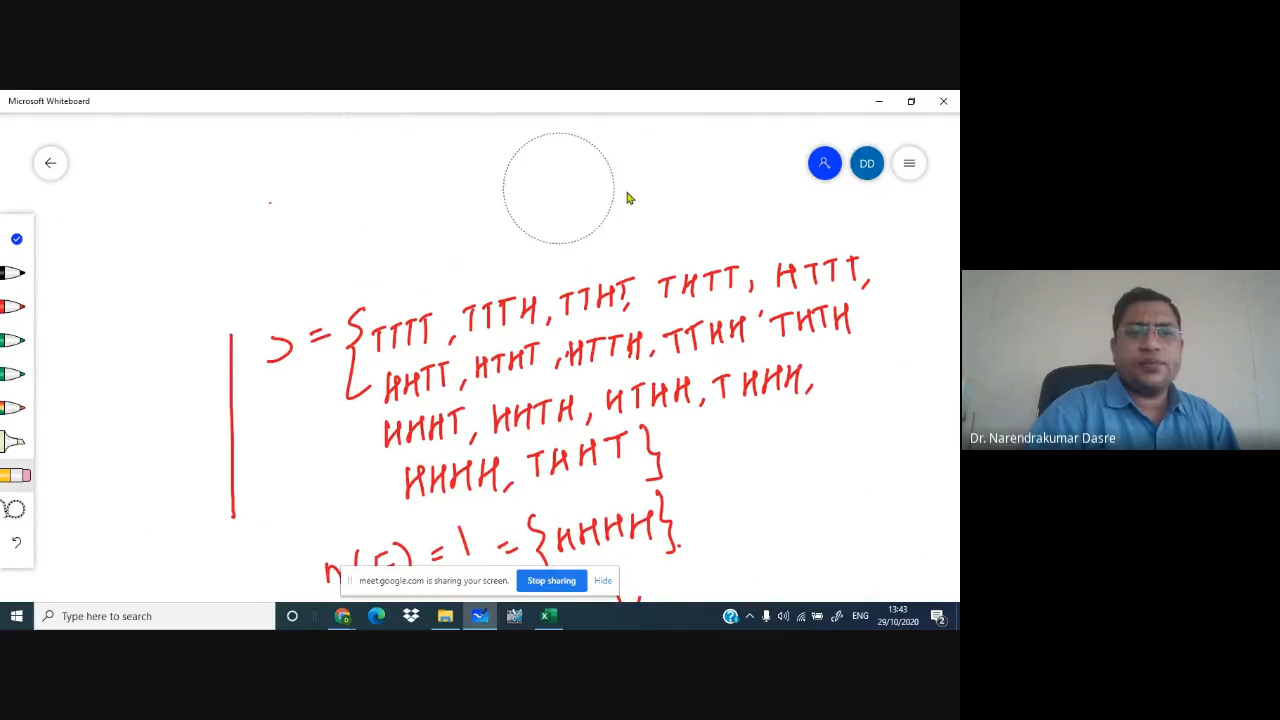 Microsoft Whiteboard
DD
S = { TTTT, TTTH, TTHT, THTT, HTTT,
HHTT, HTHT, HTTH, TTHH, THTH
HHHT, HHTH, HTHH, THHH,
HHHH, THHT }
n(E) = 1 = {HHHH}.
meet.google.com is sharing your screen. Stop sharing Hide
Dr. Narendrakumar Dasre
Type here to search
ENG
13:43
29/10/2020
2